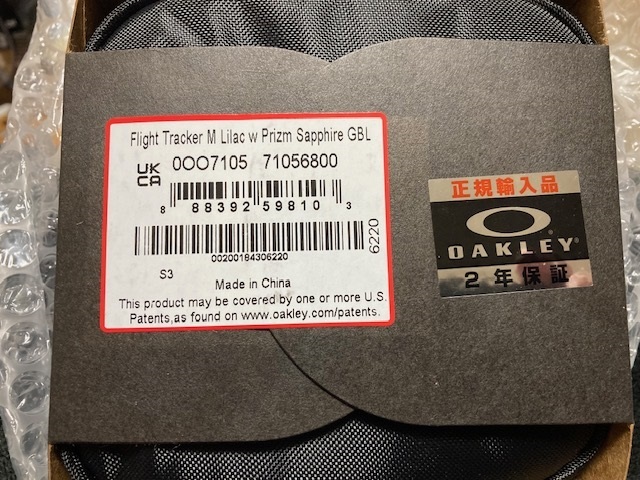 Flight Tracker M Lilac w Prizm Sapphire GBL
UK
CA
0OO7105 71056800
8 88392 59810 3
00200184306220
6220
S3
Made in China
This product may be covered by one or more U.S.
Patents,as found on www.oakley.com/patents.
正規輸入品
OAKLEY
2年保証